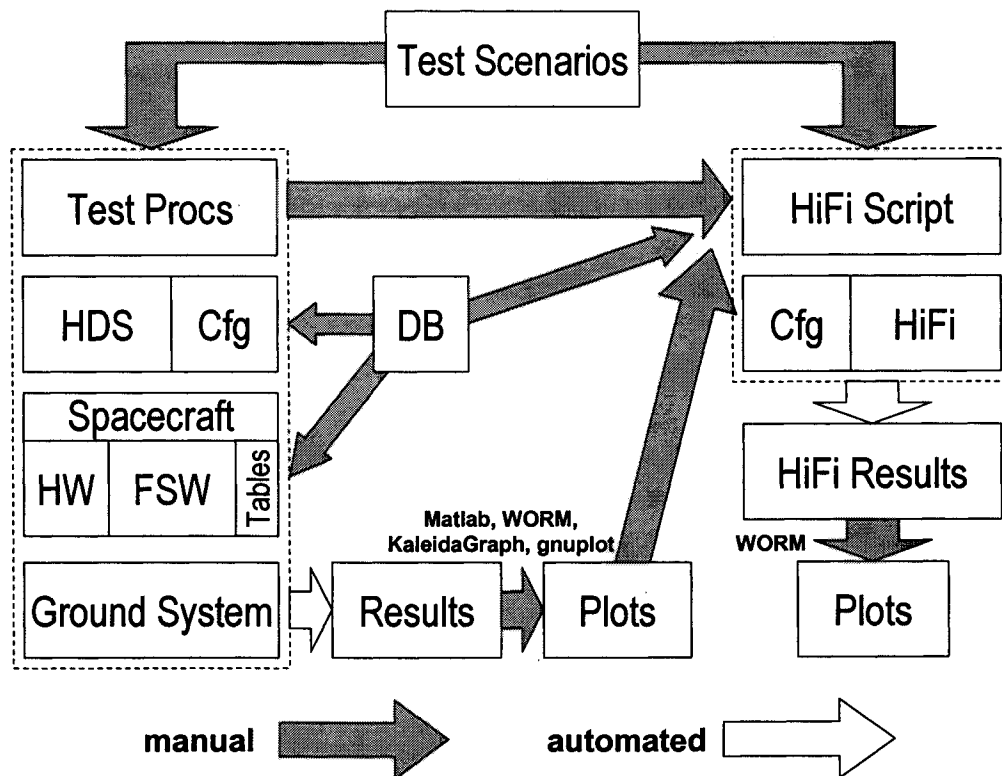 Test Scenarios
Test Procs
HiFi Script
HDS
Cfg
DB
Cfg
HiFi
Spacecraft
HW
FSW
Tables
HiFi Results
Matlab, WORM,
KaleidaGraph, gnuplot
WORM
Ground System
Results
Plots
Plots
manual
automated